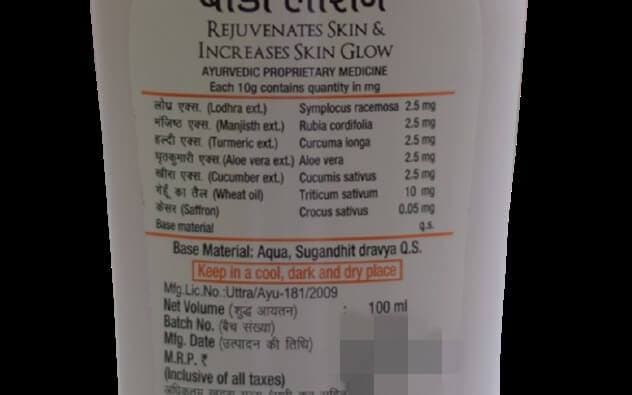 बॉडी लोशन
REJUVENATES SKIN &
INCREASES SKIN GLOW
AYURVEDIC PROPRIETARY MEDICINE
Each 10g contains quantity in mg
लोध्र एक्स. (Lodhra ext.) Symplocus racemosa 2.5 mg
मंजिष्ठ एक्स. (Manjisth ext.) Rubia cordifolia 2.5 mg
हल्दी एक्स. (Turmeric ext.) Curcuma longa 2.5 mg
घृतकुमारी एक्स.(Aloe vera ext.) Aloe vera 2.5 mg
खीरा एक्स. (Cucumber ext.) Cucumis sativus 2.5 mg
गेहूँ का तैल (Wheat oil) Triticum sativum 10 mg
केसर (Saffron) Crocus sativus 0.05 mg
Base material q.s.
Base Material: Aqua, Sugandhit dravya Q.S.
Keep in a cool, dark and dry place
Mfg.Lic.No.:Uttra/Ayu-181/2009
Net Volume (शुद्ध आयतन) : 100 ml
Batch No. (बैच संख्या)
Mfg. Date (उत्पादन की तिथि)
M.R.P. ₹
(Inclusive of all taxes)